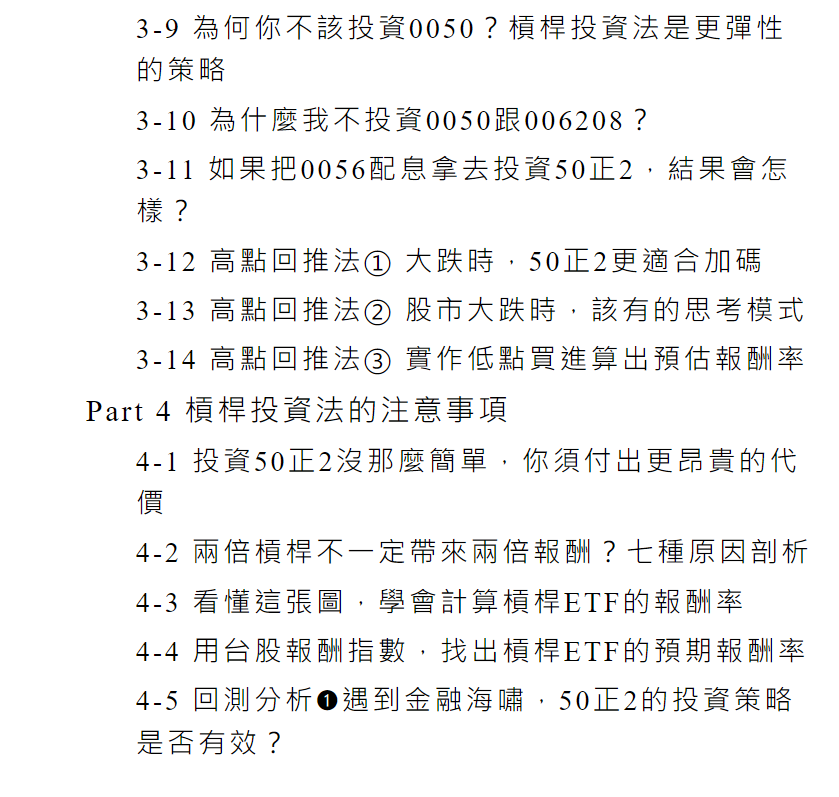 3-9 為何你不該投資0050？槓桿投資法是更彈性
的策略
3-10 為什麼我不投資0050跟006208？
3-11 如果把0056配息拿去投資50正2，結果會怎
樣？
3-12 高點回推法① 大跌時，50正2更適合加碼
3-13 高點回推法② 股市大跌時，該有的思考模式
3-14 高點回推法③ 實作低點買進算出預估報酬率
Part 4 槓桿投資法的注意事項
4-1 投資50正2沒那麼簡單，你須付出更昂貴的代
價
4-2 兩倍槓桿不一定帶來兩倍報酬？七種原因剖析
4-3 看懂這張圖，學會計算槓桿ETF的報酬率
4-4 用台股報酬指數，找出槓桿ETF的預期報酬率
4-5 回測分析❶遇到金融海嘯，50正2的投資策略
是否有效？